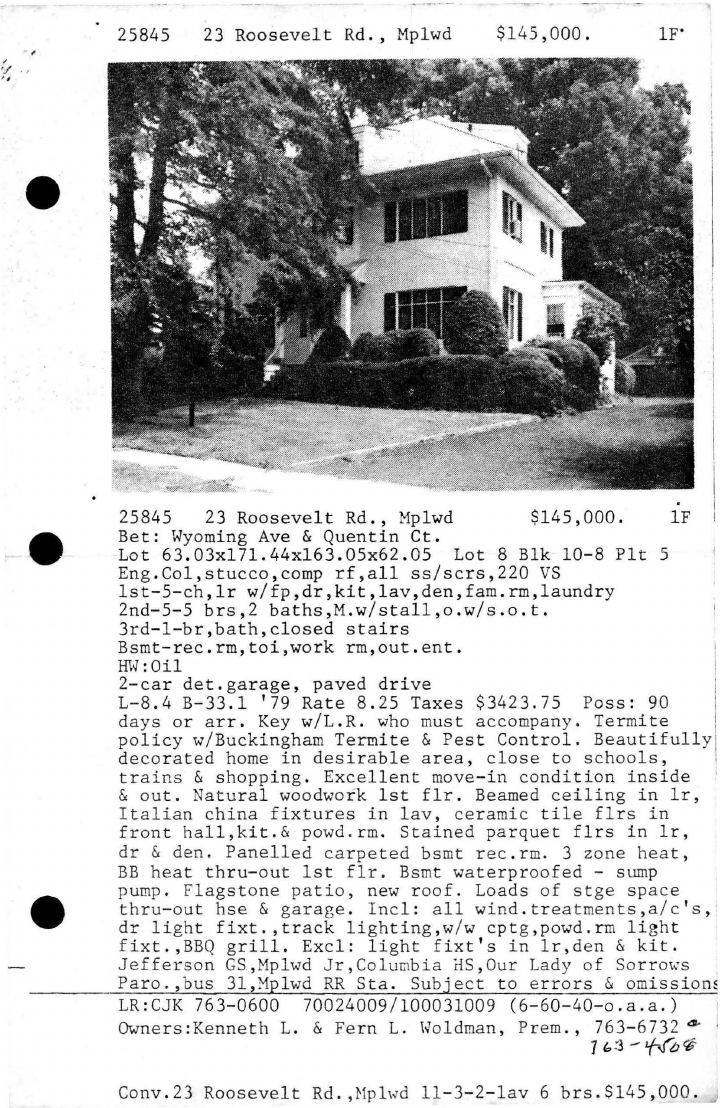 25845 23 Roosevelt Rd., Mplwd $145,000. 1F
25845 23 Roosevelt Rd., Mplwd $145,000. 1F
Bet: Wyoming Ave & Quentin Ct.
Lot 63.03x171.44x163.05x62.05 Lot 8 Blk 10-8 Plt 5
Eng.Col,stucco,comp rf,all ss/scrs,220 VS
1st-5-ch,lr w/fp,dr,kit,lav,den,fam.rm,laundry
2nd-5-5 brs,2 baths,M.w/stall,o.w/s.o.t.
3rd-1-br,bath,closed stairs
Bsmt-rec.rm,toi,work rm,out.ent.
HW:Oil
2-car det.garage, paved drive
L-8.4 B-33.1 '79 Rate 8.25 Taxes $3423.75 Poss: 90
days or arr. Key w/L.R. who must accompany. Termite
policy w/Buckingham Termite & Pest Control. Beautifully
decorated home in desirable area, close to schools,
trains & shopping. Excellent move-in condition inside
& out. Natural woodwork 1st flr. Beamed ceiling in lr,
Italian china fixtures in lav, ceramic tile flrs in
front hall,kit.& powd.rm. Stained parquet flrs in lr,
dr & den. Panelled carpeted bsmt rec.rm. 3 zone heat,
BB heat thru-out 1st flr. Bsmt waterproofed - sump
pump. Flagstone patio, new roof. Loads of stge space
thru-out hse & garage. Incl: all wind.treatments,a/c's,
dr light fixt.,track lighting,w/w cptg,powd.rm light
fixt.,BBQ grill. Excl: light fixt's in lr,den & kit.
Jefferson GS,Mplwd Jr,Columbia HS,Our Lady of Sorrows
Paro.,bus 31,Mplwd RR Sta. Subject to errors & omissions
LR:CJK 763-0600 70024009/100031009 (6-60-40-o.a.a.)
Owners:Kenneth L. & Fern L. Woldman, Prem., 763-6732
763-4508
Conv.23 Roosevelt Rd.,Mplwd 11-3-2-lav 6 brs.$145,000.